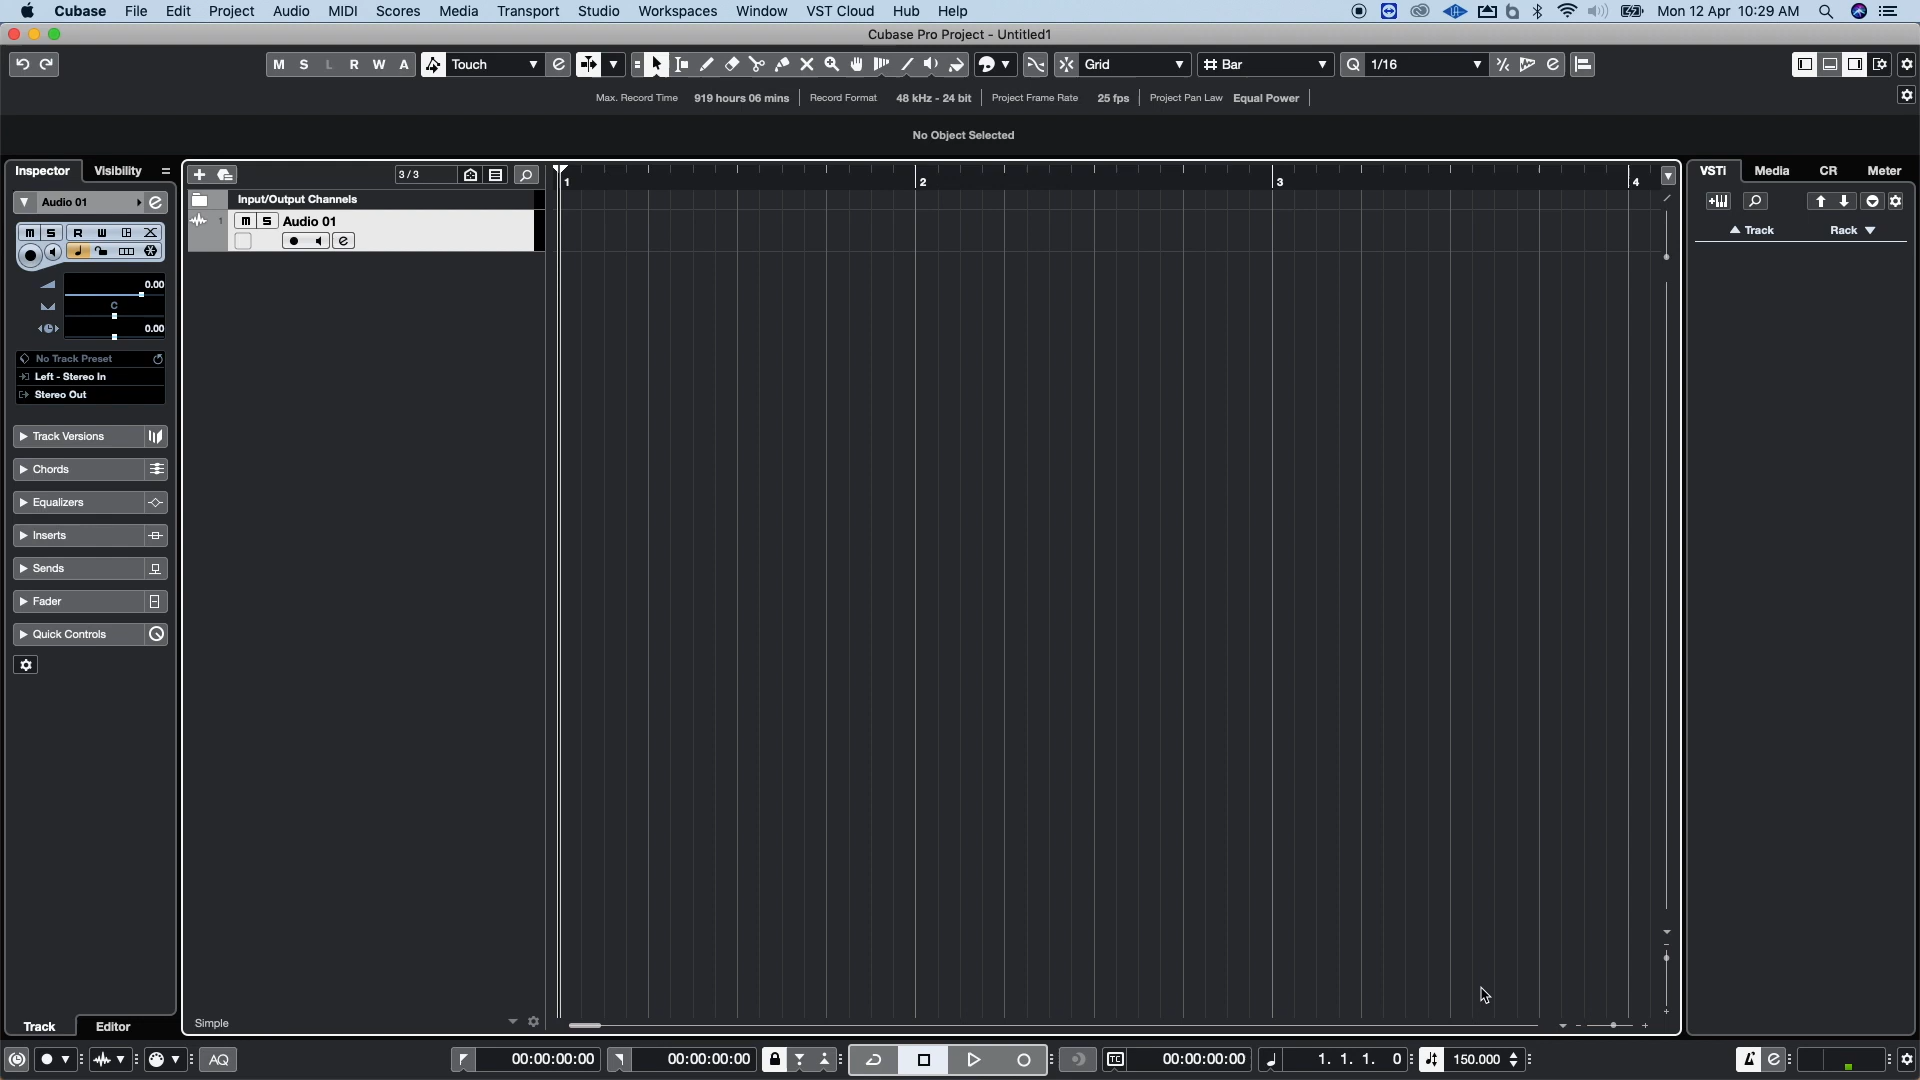 Cubase File Edit Project Audio MIDI Scores Media Transport Studio Workspaces Window VST Cloud Hub Help Mon 12 Apr 10:29 AM
Cubase Pro Project - Untitled1
M S L R W A Touch Grid Bar Q 1/16
Max. Record Time 919 hours 06 mins Record Format 48 kHz - 24 bit Project Frame Rate 25 fps Project Pan Law Equal Power
No Object Selected
Inspector Visibility
3 / 3
1 2 3 4
VSTi Media CR Meter
Audio 01
Input/Output Channels
1 m S Audio 01
Track Rack
m S R W
0.00
C
0.00
No Track Preset
Left - Stereo In
Stereo Out
Track Versions
Chords
Equalizers
Inserts
Sends
Fader
Quick Controls
Simple
Track Editor
AQ 00:00:00:00 00:00:00:00 TC 00:00:00:00 1. 1. 1. 0 150.000